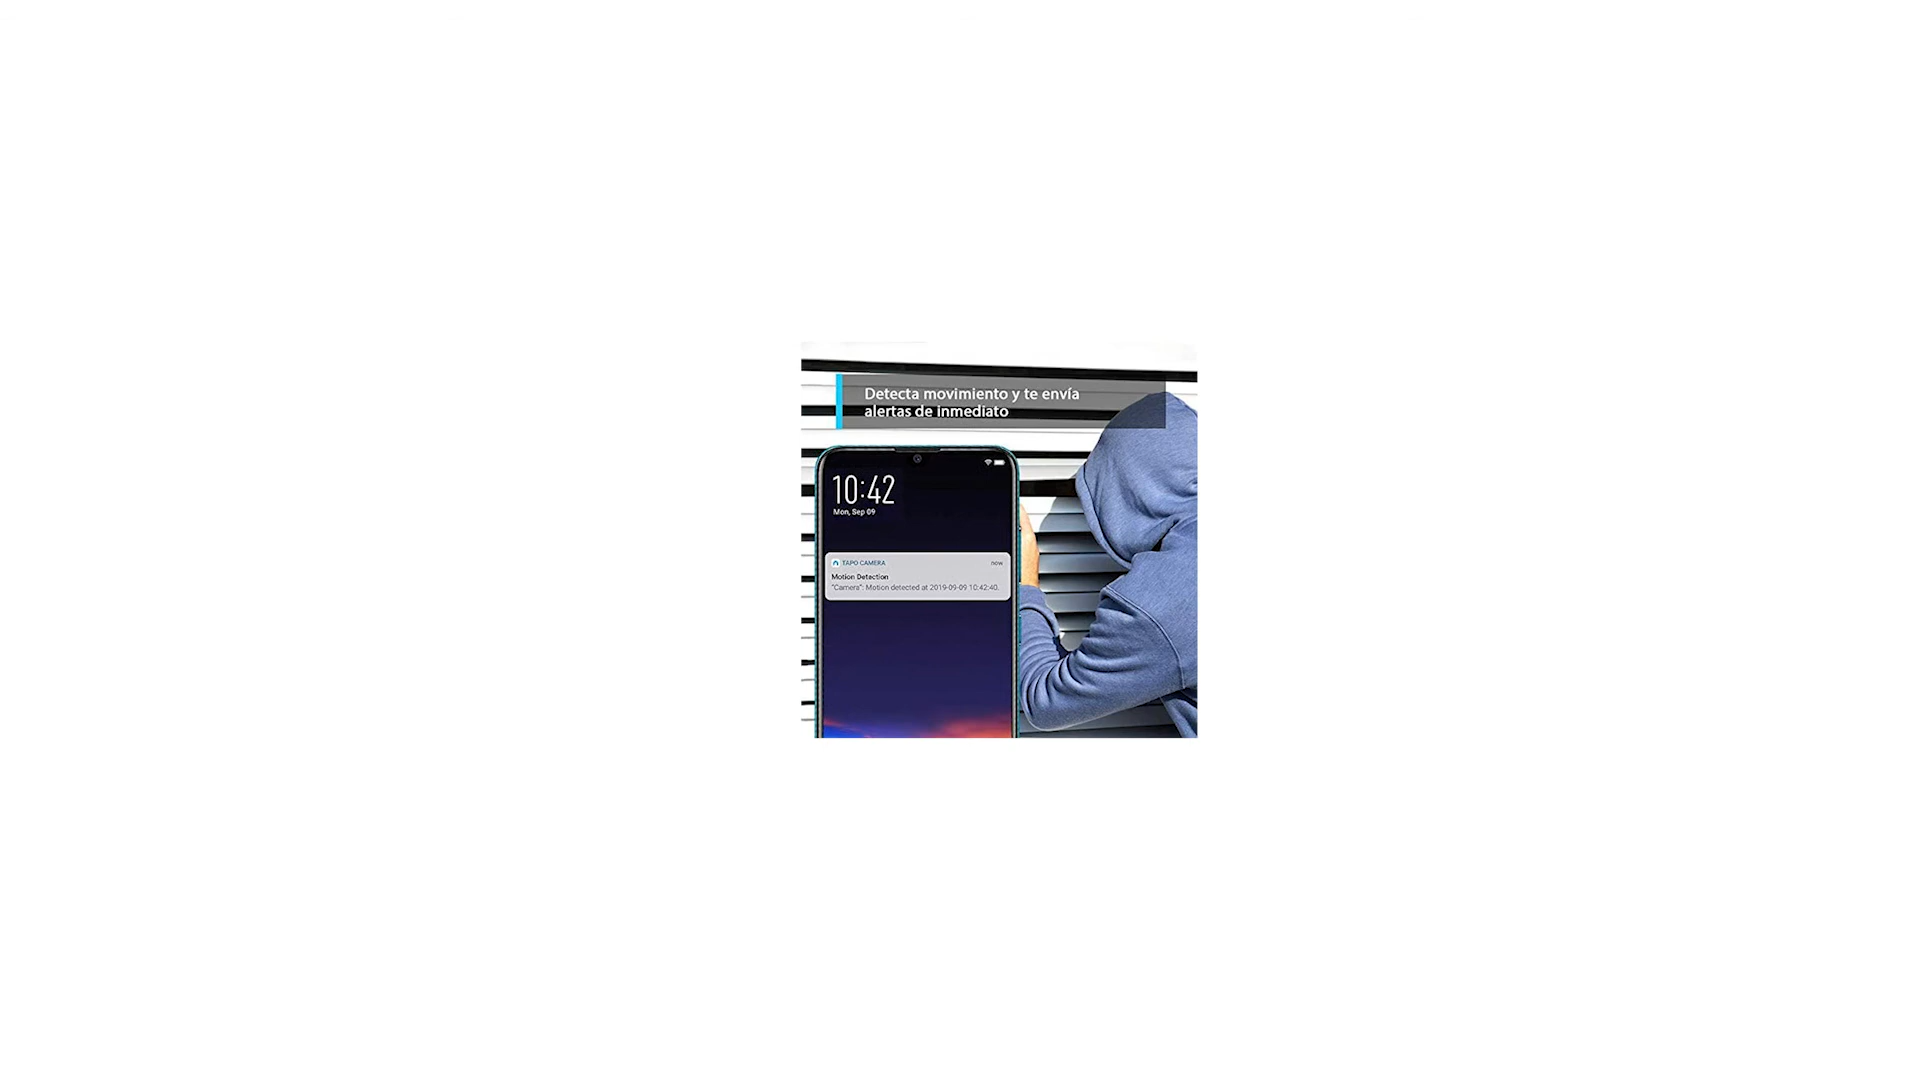 Detecta movimiento y te envía
alertas de inmediato
10:42
Mon, Sep 09
TAPO CAMERA now
Motion Detection
"Camera": Motion detected at 2019-09-09 10:42:40.